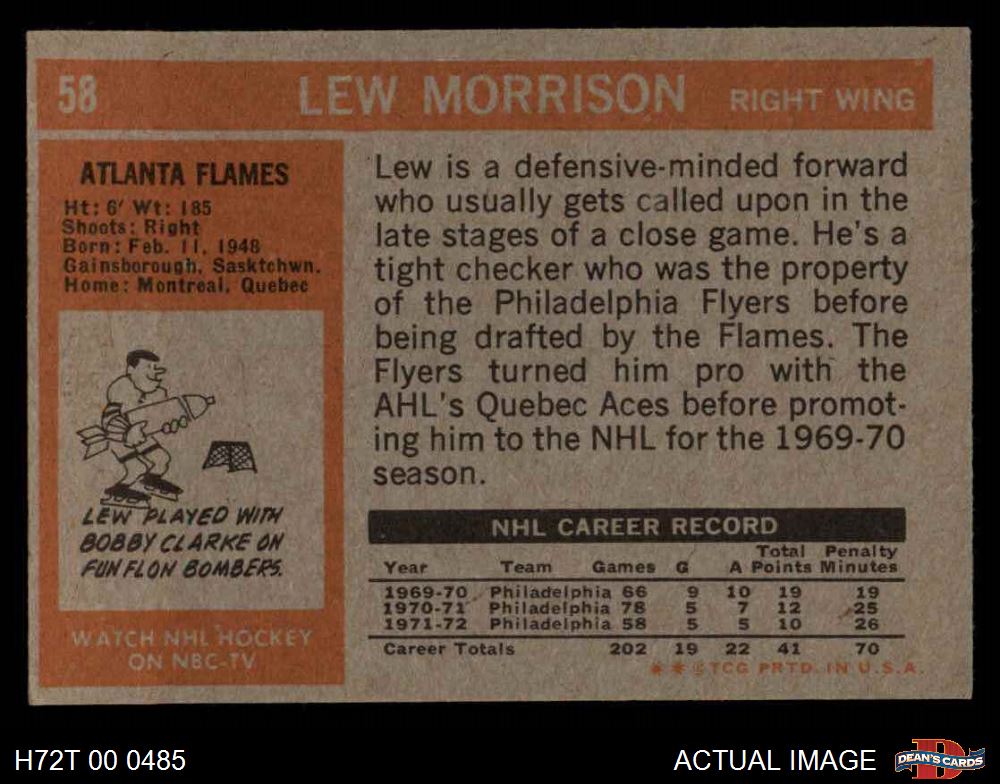 58 LEW MORRISON RIGHT WING
ATLANTA FLAMES
Ht: 6' Wt: 185
Shoots: Right
Born: Feb. 11, 1948
Gainsborough, Sasktchwn.
Home: Montreal, Quebec
LEW PLAYED WITH
BOBBY CLARKE ON
FUN FLON BOMBERS.
WATCH NHL HOCKEY
ON NBC-TV
Lew is a defensive-minded forward
who usually gets called upon in the
late stages of a close game. He's a
tight checker who was the property
of the Philadelphia Flyers before
being drafted by the Flames. The
Flyers turned him pro with the
AHL's Quebec Aces before promot-
ing him to the NHL for the 1969-70
season.
NHL CAREER RECORD
Total Penalty
Year Team Games G A Points Minutes
1969-70 Philadelphia 66 9 10 19 19
1970-71 Philadelphia 78 5 7 12 25
1971-72 Philadelphia 58 5 5 10 26
Career Totals 202 19 22 41 70
* * © TCG PRTD. IN U.S.A.
H72T 00 0485
ACTUAL IMAGE
DEAN'S CARDS